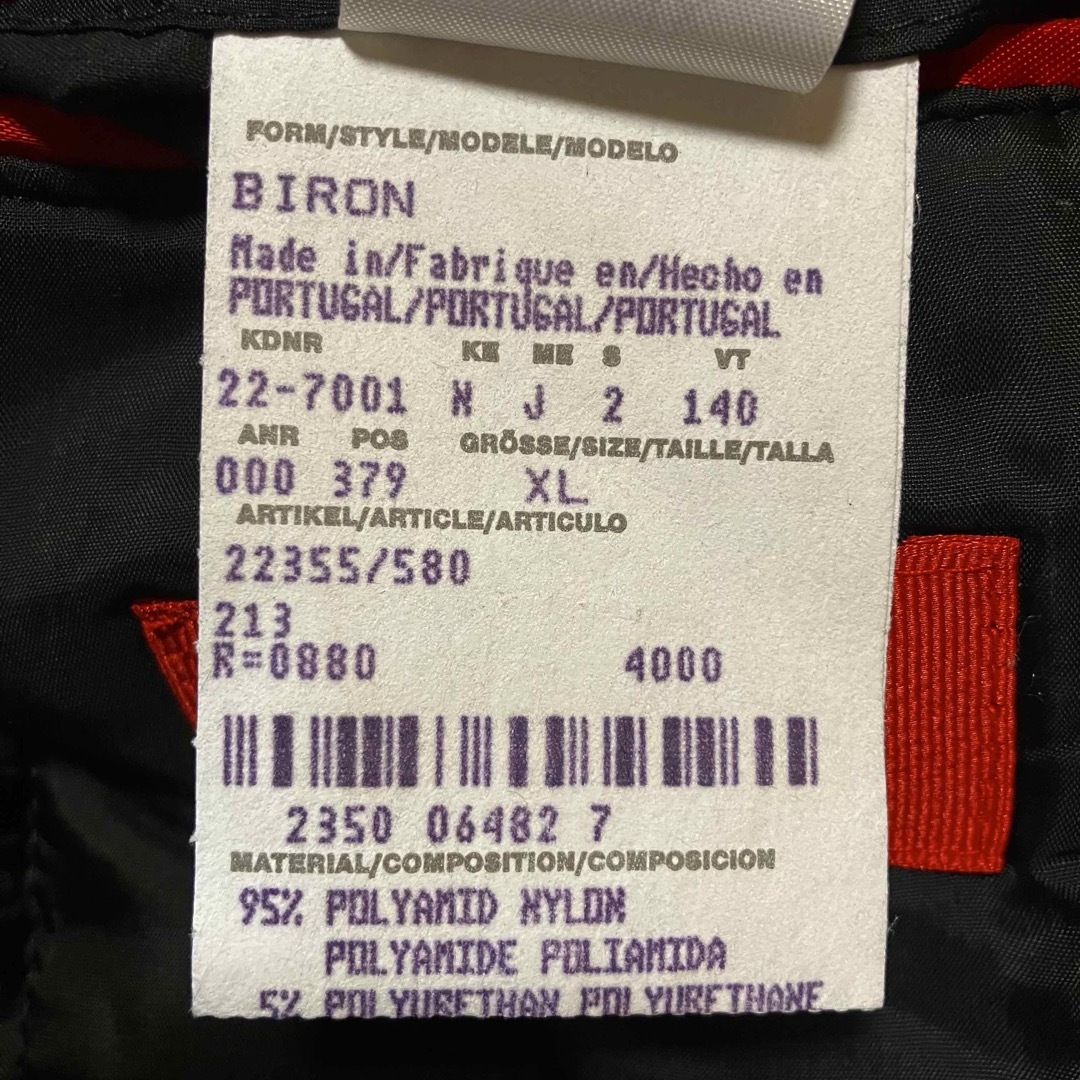 FORM/STYLE/MODELE/MODELO
BIRON
Made in/Fabrique en/Hecho en
PORTUGAL/PORTUGAL/PORTUGAL
KDNR KE ME S VT
22-7001 N J 2 140
ANR POS GRÖSSE/SIZE/TAILLE/TALLA
000 379 XL
ARTIKEL/ARTICLE/ARTICULO
22355/580
213
R=0880 4000
2350 06482 7
MATERIAL/COMPOSITION/COMPOSICION
95% POLYAMID NYLON
POLYAMIDE POLIAMIDA
5% POLYURETHAN POLYURETHANE